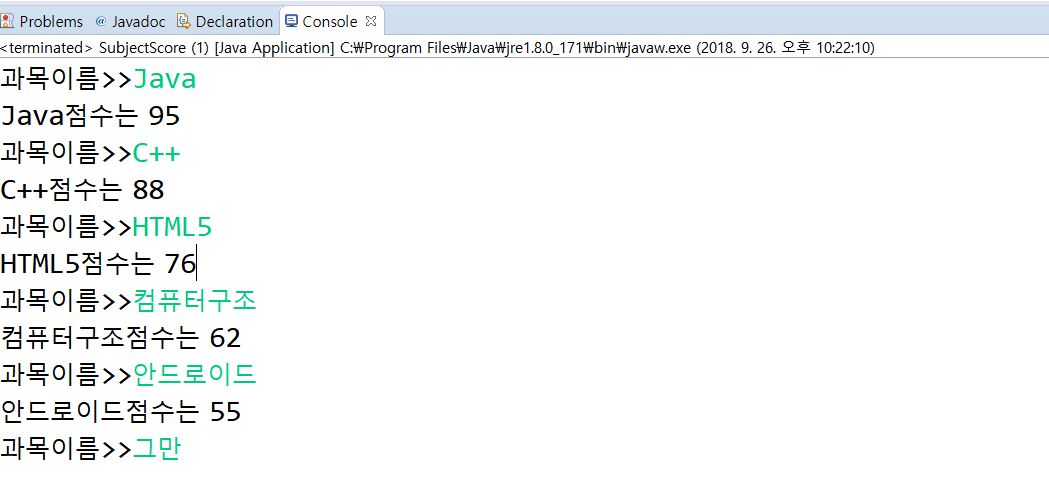 Problems @ Javadoc Declaration Console
<terminated> SubjectScore (1) [Java Application] C:₩Program Files₩Java₩jre1.8.0_171₩bin₩javaw.exe (2018. 9. 26. 오후 10:22:10)
과목이름>>Java
Java점수는 95
과목이름>>C++
C++점수는 88
과목이름>>HTML5
HTML5점수는 76
과목이름>>컴퓨터구조
컴퓨터구조점수는 62
과목이름>>안드로이드
안드로이드점수는 55
과목이름>>그만